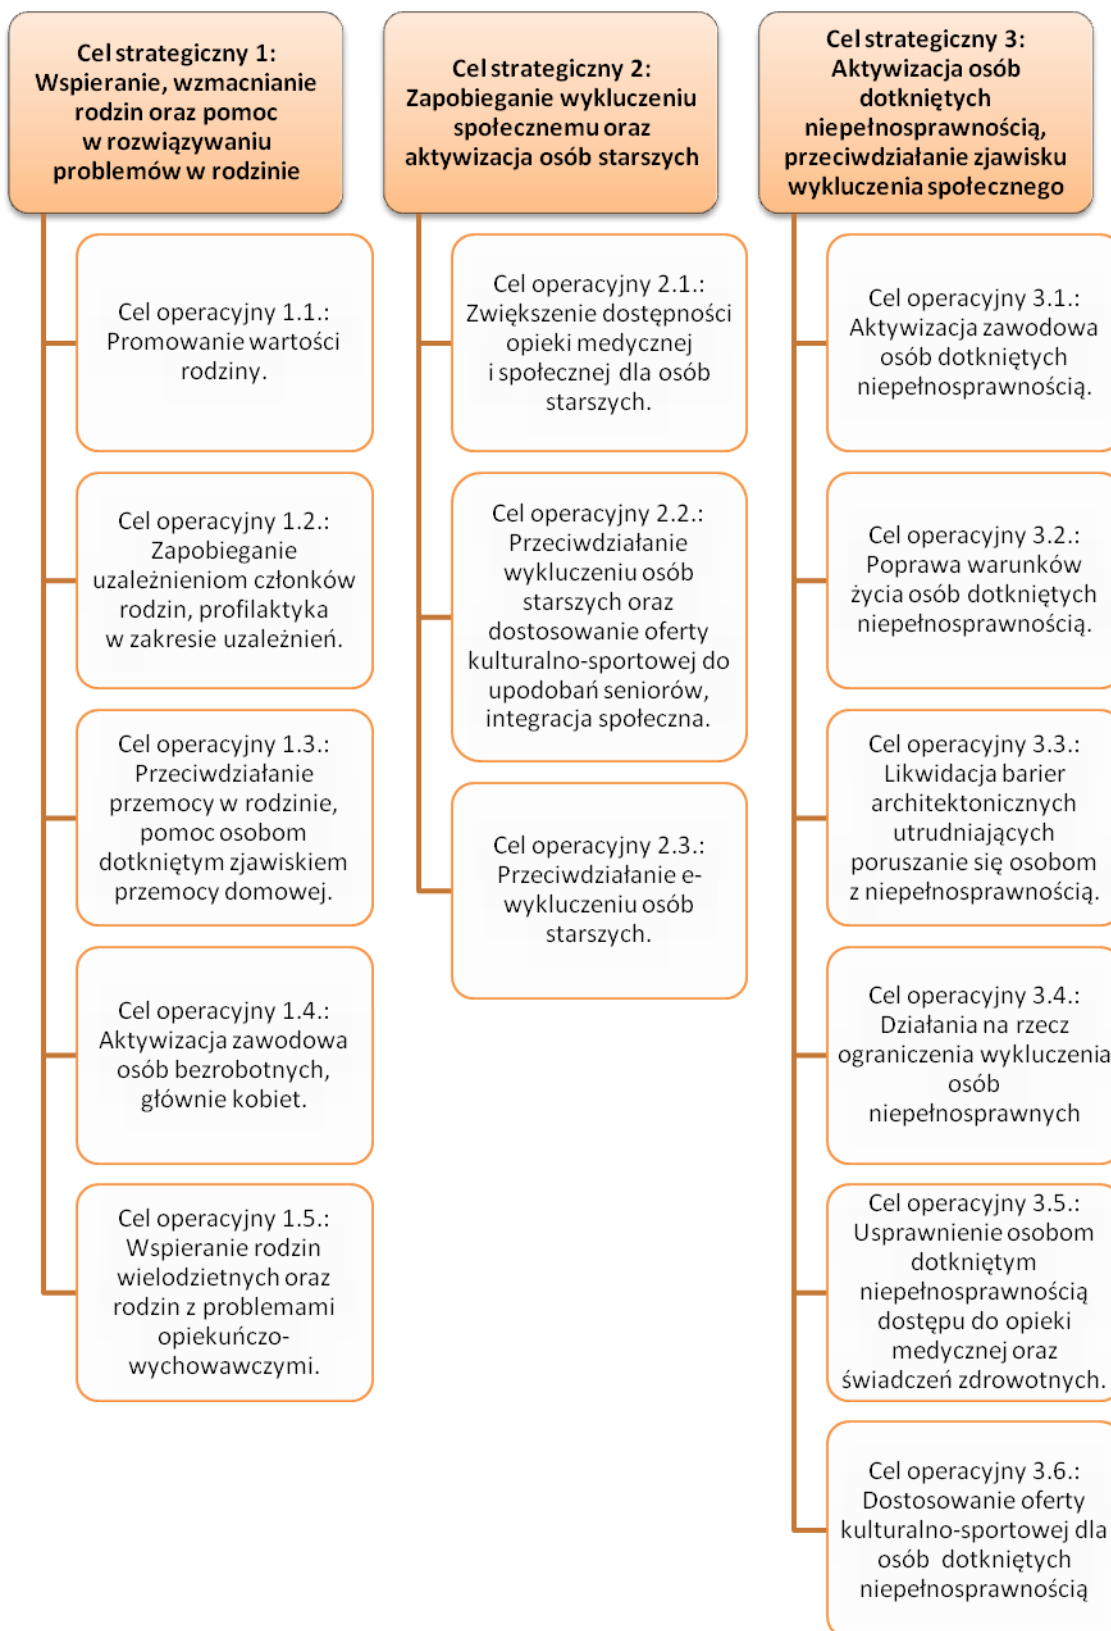 Cel strategiczny 1:
Wspieranie, wzmacnianie
rodzin oraz pomoc
w rozwiązywaniu
problemów w rodzinie
Cel operacyjny 1.1.:
Promowanie wartości
rodziny.
Cel operacyjny 1.2.:
Zapobieganie
uzależnieniom członków
rodzin, profilaktyka
w zakresie uzależnień.
Cel operacyjny 1.3.:
Przeciwdziałanie
przemocy w rodzinie,
pomoc osobom
dotkniętym zjawiskiem
przemocy domowej.
Cel operacyjny 1.4.:
Aktywizacja zawodowa
osób bezrobotnych,
głównie kobiet.
Cel operacyjny 1.5.:
Wspieranie rodzin
wielodzietnych oraz
rodzin z problemami
opiekuńczo-
wychowawczymi.
Cel strategiczny 2:
Zapobieganie wykluczeniu
społecznemu oraz
aktywizacja osób starszych
Cel operacyjny 2.1.:
Zwiększenie dostępności
opieki medycznej
i społecznej dla osób
starszych.
Cel operacyjny 2.2.:
Przeciwdziałanie
wykluczeniu osób
starszych oraz
dostosowanie oferty
kulturalno-sportowej do
upodobań seniorów,
integracja społeczna.
Cel operacyjny 2.3.:
Przeciwdziałanie e-
wykluczeniu osób
starszych.
Cel strategiczny 3:
Aktywizacja osób
dotkniętych
niepełnosprawnością,
przeciwdziałanie zjawisku
wykluczenia społecznego
Cel operacyjny 3.1.:
Aktywizacja zawodowa
osób dotkniętych
niepełnosprawnością.
Cel operacyjny 3.2.:
Poprawa warunków
życia osób dotkniętych
niepełnosprawnością.
Cel operacyjny 3.3.:
Likwidacja barier
architektonicznych
utrudniających
poruszanie się osobom
z niepełnosprawnością.
Cel operacyjny 3.4.:
Działania na rzecz
ograniczenia wykluczenia
osób
niepełnosprawnych
Cel operacyjny 3.5.:
Usprawnienie osobom
dotkniętym
niepełnosprawnością
dostępu do opieki
medycznej oraz
świadczeń zdrowotnych.
Cel operacyjny 3.6.:
Dostosowanie oferty
kulturalno-sportowej dla
osób dotkniętych
niepełnosprawnością